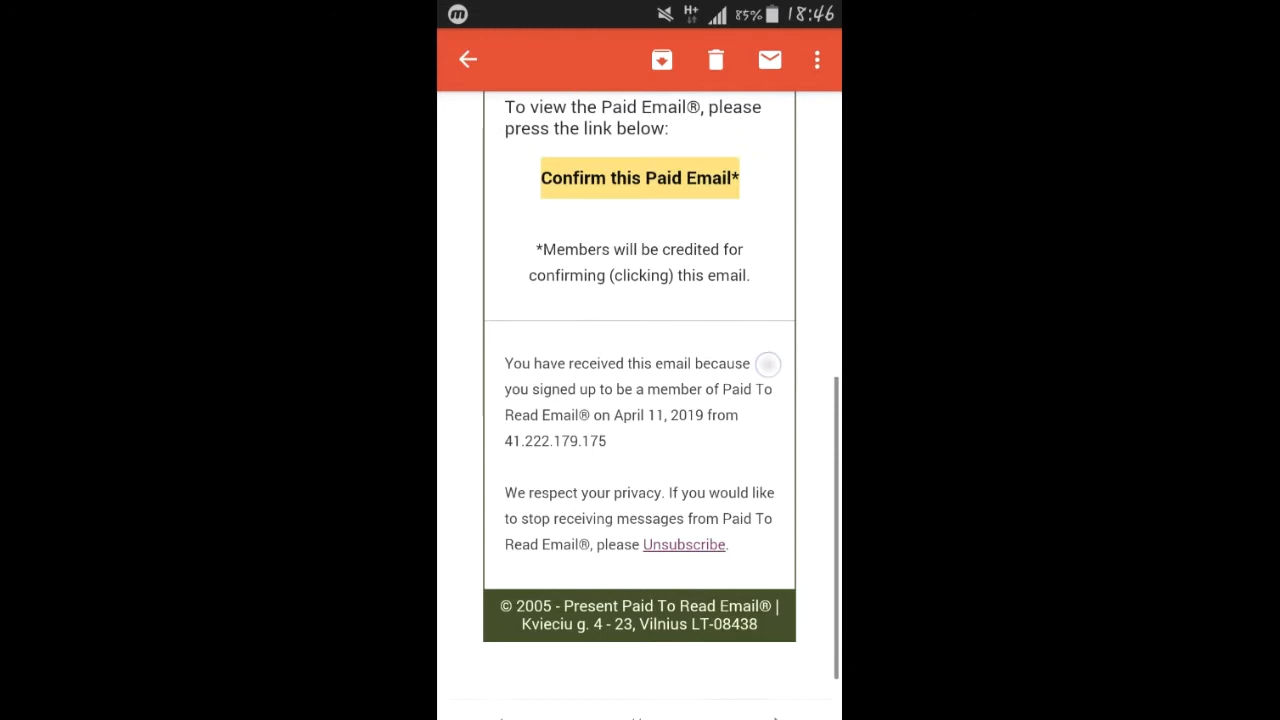 H+ 85% 18:46
To view the Paid Email®, please
press the link below:
Confirm this Paid Email*
*Members will be credited for
confirming (clicking) this email.
You have received this email because
you signed up to be a member of Paid To
Read Email® on April 11, 2019 from
41.222.179.175
We respect your privacy. If you would like
to stop receiving messages from Paid To
Read Email®, please Unsubscribe.
© 2005 - Present Paid To Read Email® |
Kvieciu g. 4 - 23, Vilnius LT-08438